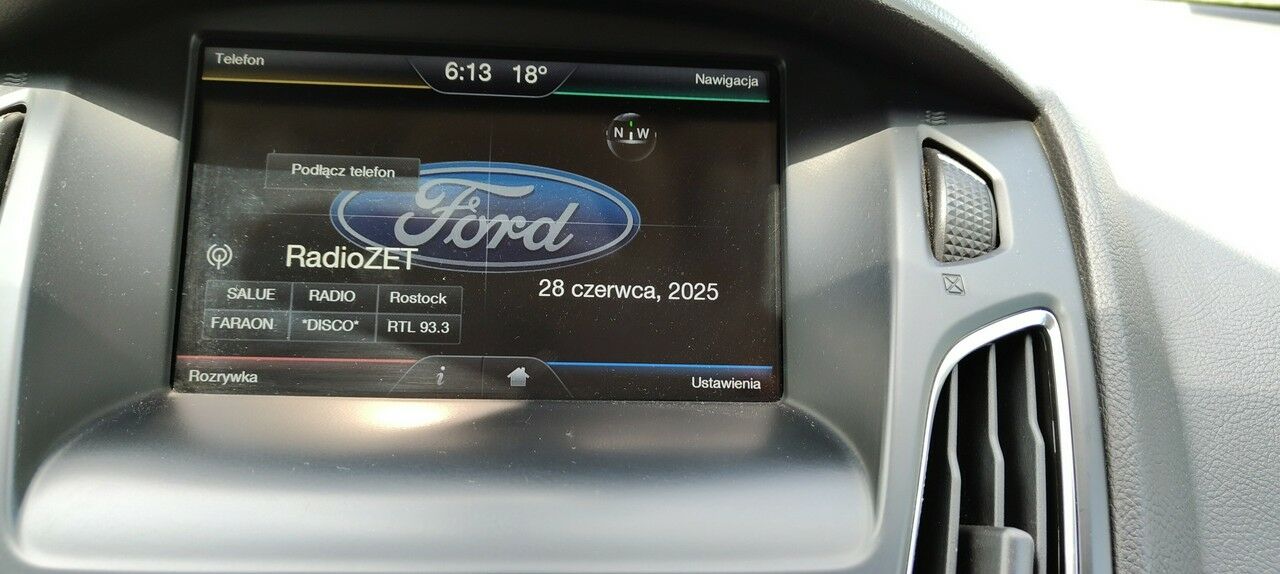 Telefon
6:13 18º
Nawigacja
N W
Podłącz telefon
Ford
RadioZET
SALUE RADIO Rostock
FARAON *DISCO* RTL 93.3
28 czerwca, 2025
i
Rozrywka
Ustawienia